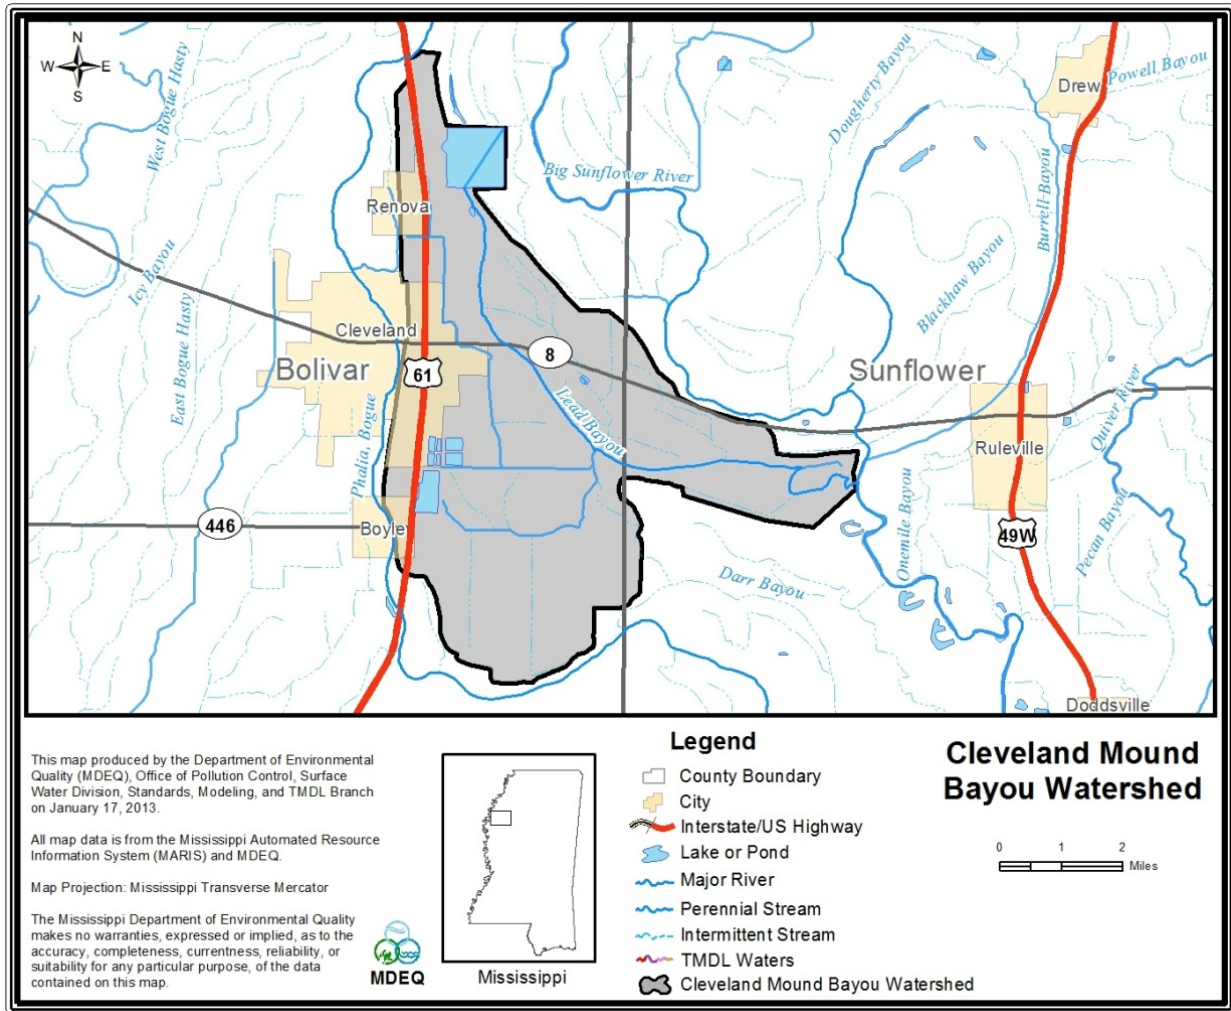 N
W E
S
West Bogue Hasty
Dougherty Bayou
Drew
Powell Bayou
Big Sunflower River
Burrell Bayou
Renova
Icy Bayou
East Bogue Hasty
Blackhaw Bayou
Cleveland
Bolivar
61
8
Sunflower
Lead Bayou
Quiver River
Ruleville
Phalia, Bogue
446
Boyle
49W
Onemile Bayou
Pecan Bayou
Darr Bayou
Doddsville
This map produced by the Department of Environmental
Quality (MDEQ), Office of Pollution Control, Surface
Water Division, Standards, Modeling, and TMDL Branch
on January 17, 2013.
All map data is from the Mississippi Automated Resource
Information System (MARIS) and MDEQ.
Map Projection: Mississippi Transverse Mercator
The Mississippi Department of Environmental Quality
makes no warranties, expressed or implied, as to the
accuracy, completeness, currentness, reliability, or
suitability for any particular purpose, of the data
contained on this map.
MDEQ
Mississippi
Legend
County Boundary
City
Interstate/US Highway
Lake or Pond
Major River
Perennial Stream
Intermittent Stream
TMDL Waters
Cleveland Mound Bayou Watershed
Cleveland Mound
Bayou Watershed
0 1 2
Miles